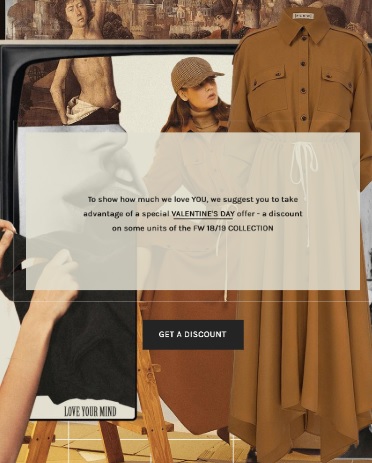 To show how much we love YOU, we suggest you to take
advantage of a special VALENTINE'S DAY offer - a discount
on some units of the FW 18/19 COLLECTION
GET A DISCOUNT
LOVE YOUR MIND